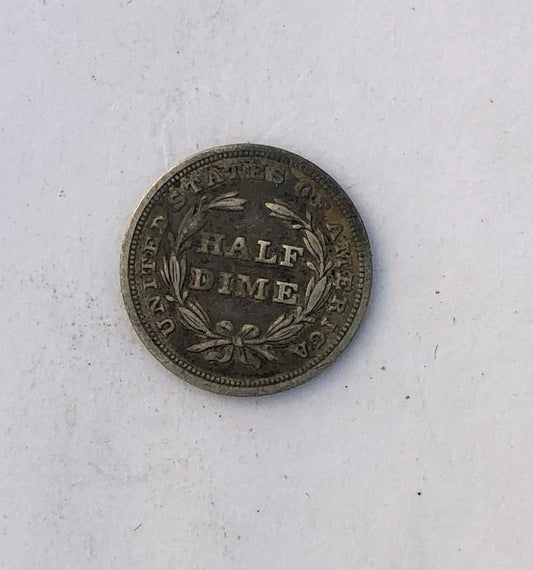 UNITED STATES OF AMERICA
HALF
DIME